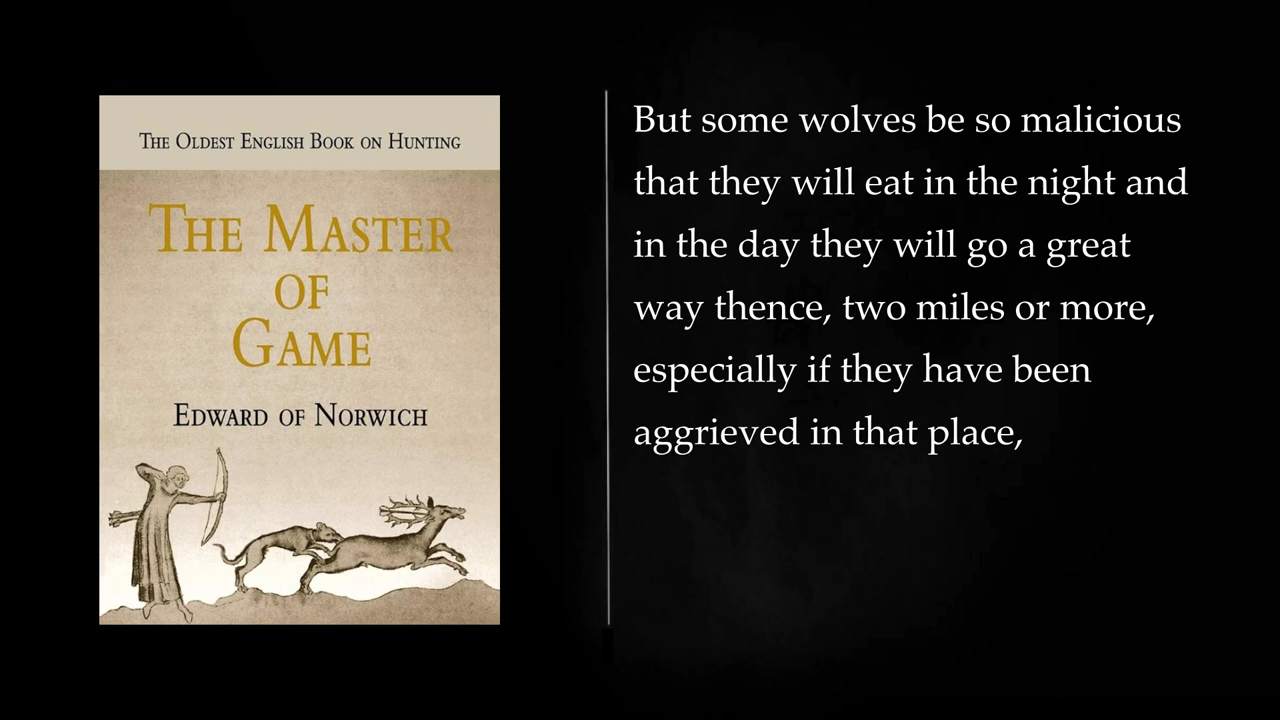 The Oldest English Book on Hunting
The Master
of
Game
Edward of Norwich
But some wolves be so malicious
that they will eat in the night and
in the day they will go a great
way thence, two miles or more,
especially if they have been
aggrieved in that place,